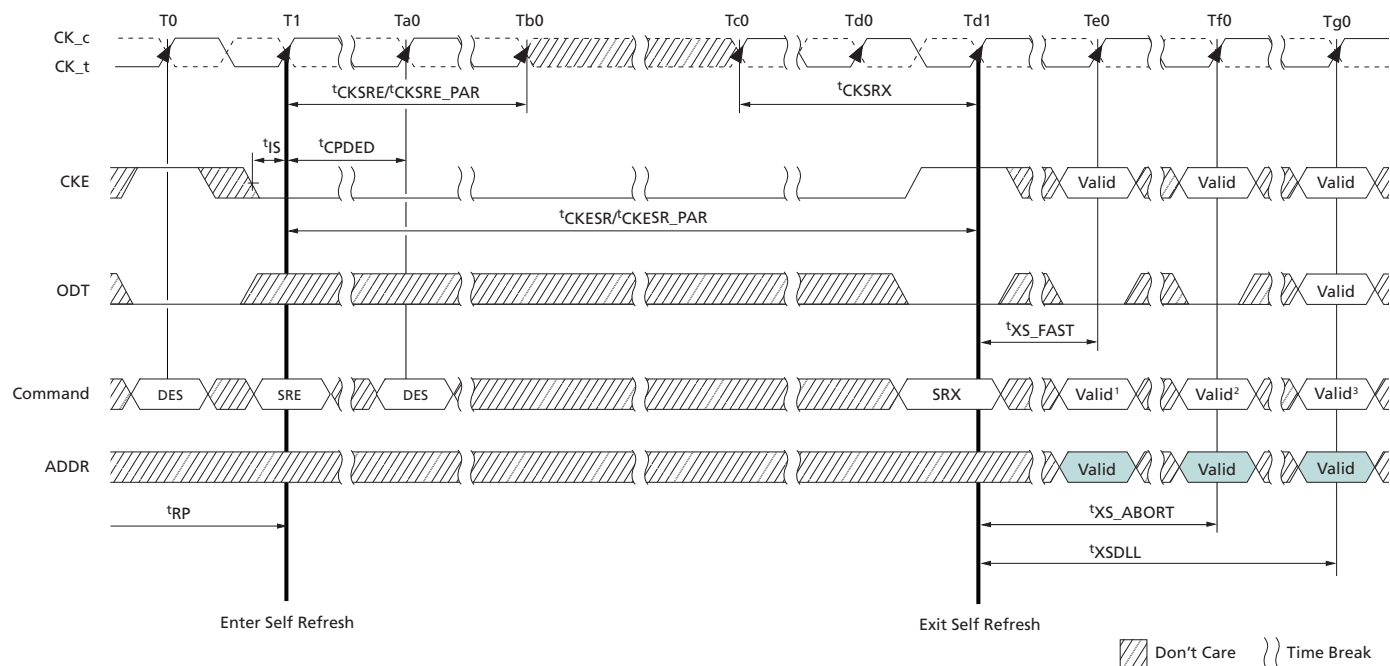 T0 T1 Ta0 Tb0 Tc0 Td0 Td1 Te0 Tf0 Tg0
CK_c
CK_t
tCKSRE/tCKSRE_PAR tCKSRX
tIS tCPDED
CKE Valid Valid Valid
tCKESR/tCKESR_PAR
ODT Valid
tXS_FAST
Command DES SRE DES SRX Valid1 Valid2 Valid3
ADDR Valid Valid Valid
tRP tXS_ABORT
tXSDLL
Enter Self Refresh Exit Self Refresh
Don't Care Time Break